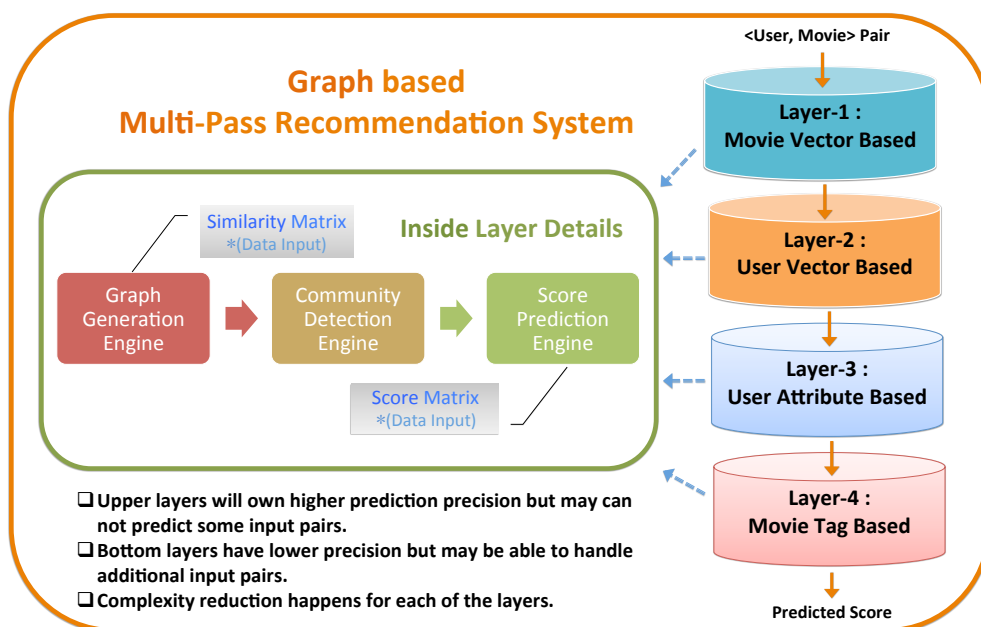 Graph based
Multi-Pass Recommendation System
Inside Layer Details
Similarity Matrix
*(Data Input)
Graph
Generation
Engine
Community
Detection
Engine
Score
Prediction
Engine
Score Matrix
*(Data Input)
❑ Upper layers will own higher prediction precision but may can
not predict some input pairs.
❑ Bottom layers have lower precision but may be able to handle
additional input pairs.
❑ Complexity reduction happens for each of the layers.
<User, Movie> Pair
Layer-1 :
Movie Vector Based
Layer-2 :
User Vector Based
Layer-3 :
User Attribute Based
Layer-4 :
Movie Tag Based
Predicted Score